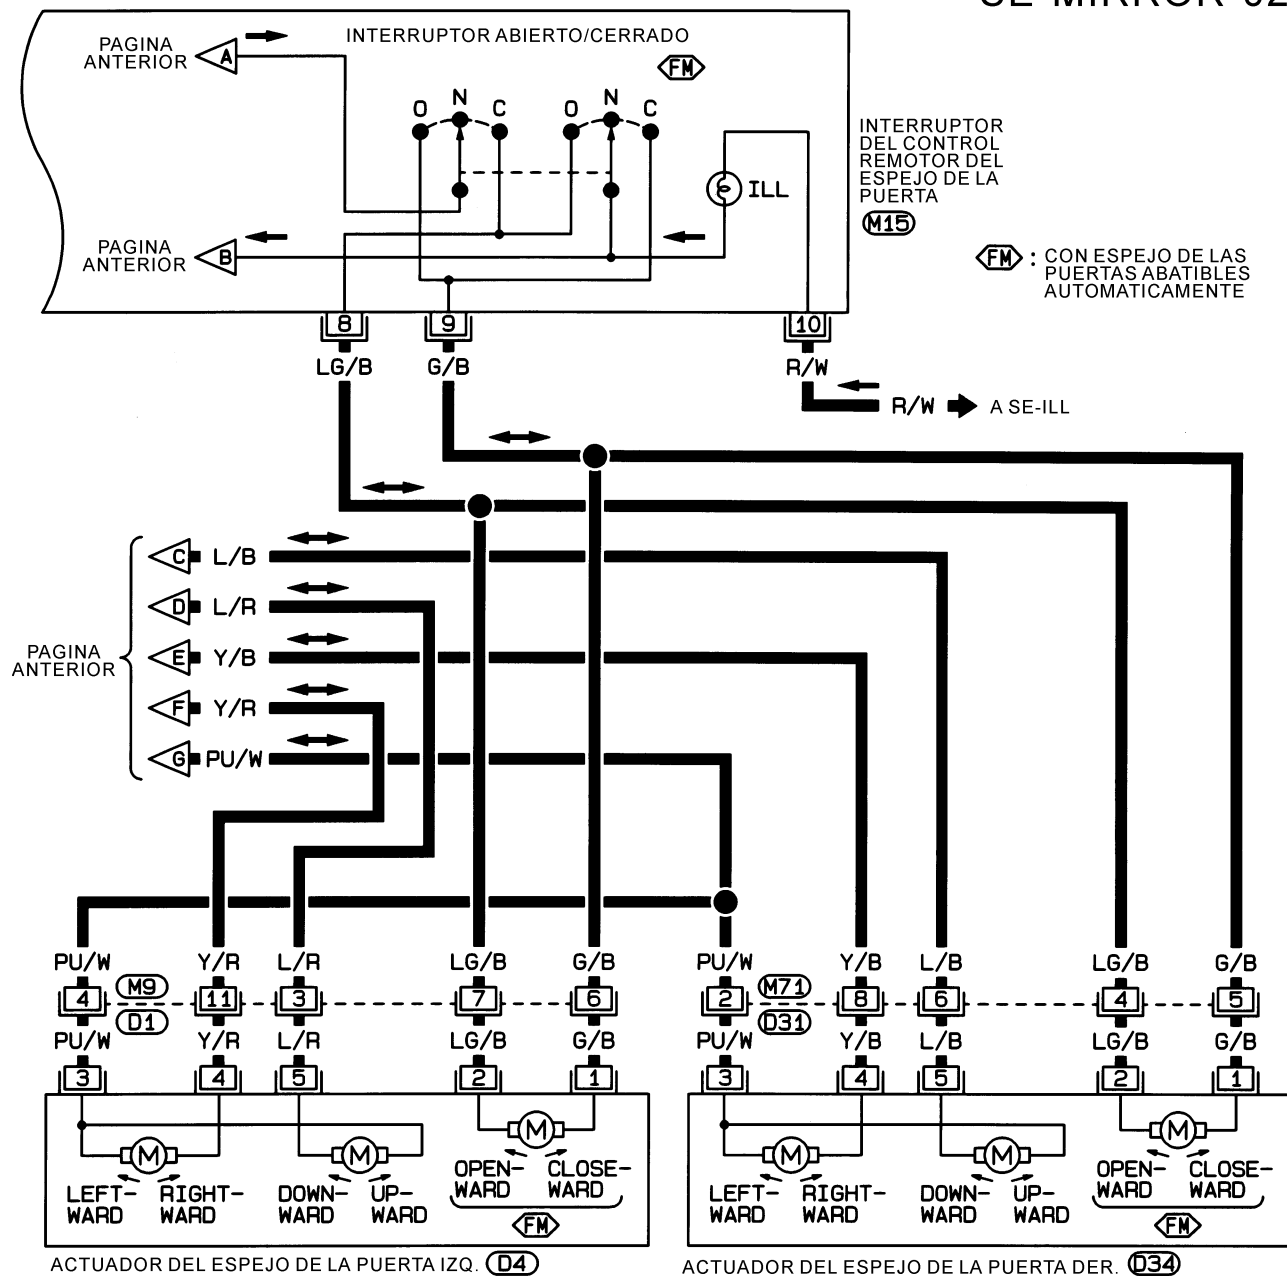 SE-MIRROR-
PAGINA
ANTERIOR
A
INTERRUPTOR ABIERTO/CERRADO
FM
O N C O N C
ILL
INTERRUPTOR
DEL CONTROL
REMOTOR DEL
ESPEJO DE LA
PUERTA
M15
PAGINA
ANTERIOR
B
FM : CON ESPEJO DE LAS
PUERTAS ABATIBLES
AUTOMATICAMENTE
8 9 10
LG/B G/B R/W
R/W A SE-ILL
C L/B
D L/R
PAGINA
ANTERIOR
E Y/B
F Y/R
G PU/W
PU/W Y/R L/R LG/B G/B PU/W Y/B L/B LG/B G/B
4 M9 11 3 7 6 2 M71 8 6 4 5
D1 D31
PU/W Y/R L/R LG/B G/B PU/W Y/B L/B LG/B G/B
3 4 5 2 1 3 4 5 2 1
M M M M M M
LEFT-
WARD
RIGHT-
WARD
DOWN-
WARD
UP-
WARD
OPEN-
WARD
CLOSE-
WARD
FM
LEFT-
WARD
RIGHT-
WARD
DOWN-
WARD
UP-
WARD
OPEN-
WARD
CLOSE-
WARD
FM
ACTUADOR DEL ESPEJO DE LA PUERTA IZQ. D4
ACTUADOR DEL ESPEJO DE LA PUERTA DER. D34